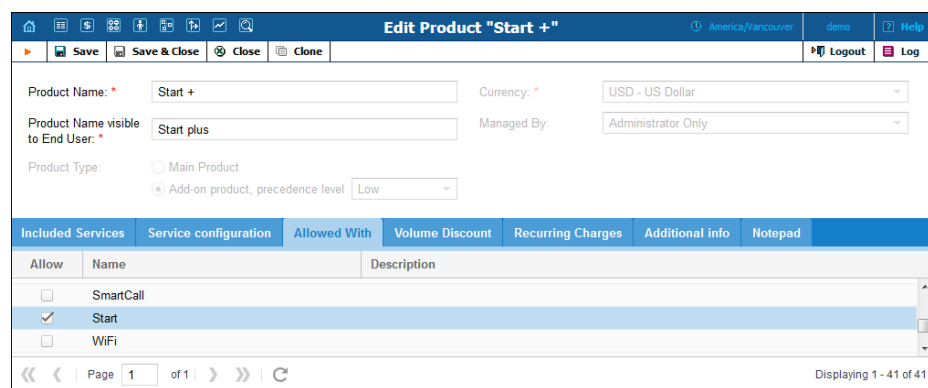 Edit Product "Start +" America/Vancouver demo ? Help
Save Save & Close Close Clone Logout Log
Product Name: * Start + Currency: * USD - US Dollar
Product Name visible to End User: * Start plus Managed By: Administrator Only
Product Type: Main Product
Add-on product, precedence level Low
Included Services Service configuration Allowed With Volume Discount Recurring Charges Additional info Notepad
Allow Name Description
SmartCall
Start
WiFi
Page 1 of 1 Displaying 1 - 41 of 41